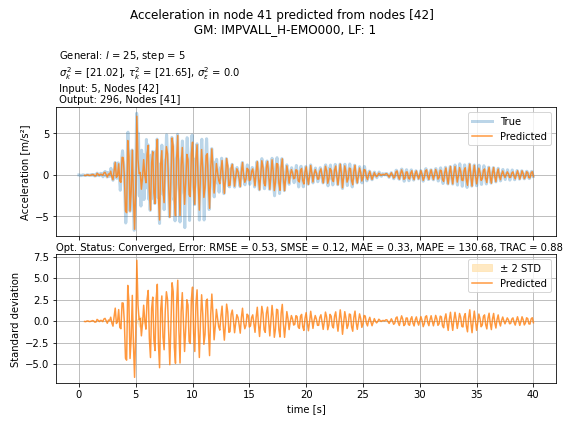 Acceleration in node 41 predicted from nodes [42]
GM: IMPVALL_H-EMO000, LF: 1
General: l = 25, step = 5
σ²ₖ = [21.02], τ²ₖ = [21.65], σ²ε = 0.0
Input: 5, Nodes [42]
Output: 296, Nodes [41]
Acceleration [m/s²]
5
0
−5
True
Predicted
Opt. Status: Converged, Error: RMSE = 0.53, SMSE = 0.12, MAE = 0.33, MAPE = 130.68, TRAC = 0.88
Standard deviation
7.5
5.0
2.5
0.0
−2.5
−5.0
± 2 STD
Predicted
0 5 10 15 20 25 30 35 40
time [s]